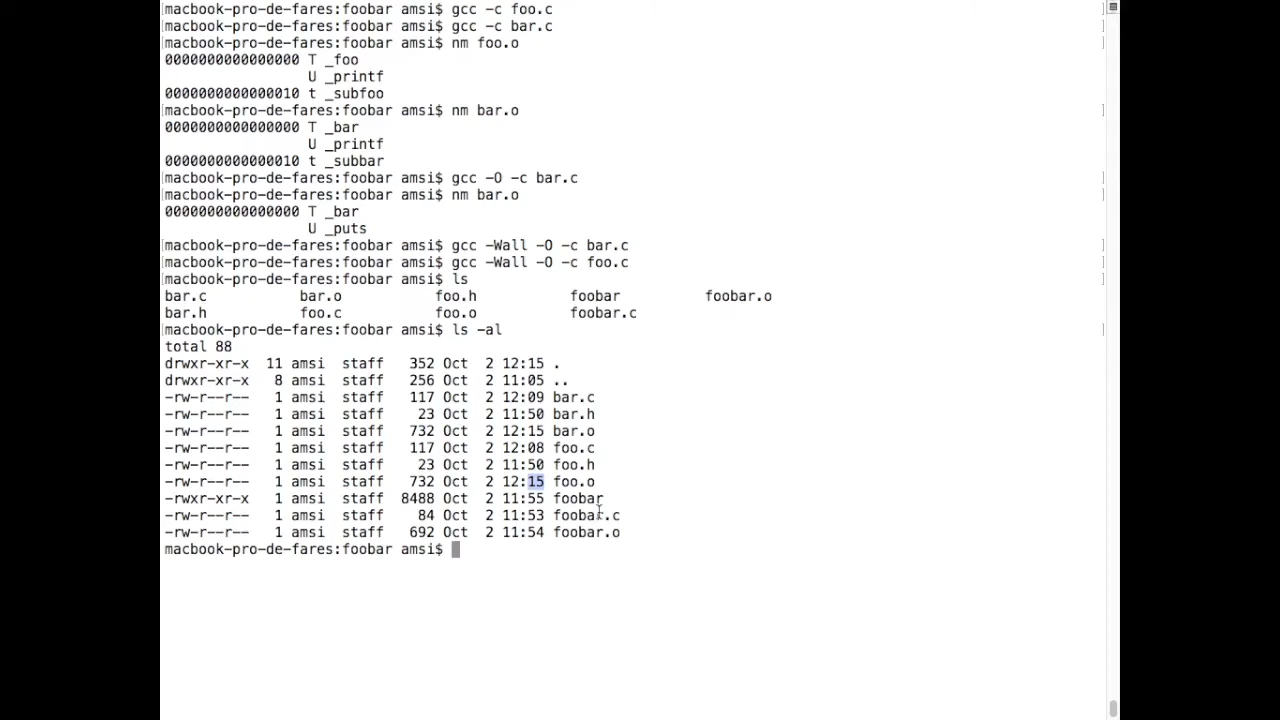 [macbook-pro-de-fares:foobar amsi$ gcc -c foo.c ]
[macbook-pro-de-fares:foobar amsi$ gcc -c bar.c ]
[macbook-pro-de-fares:foobar amsi$ nm foo.o ]
0000000000000000 T _foo
                 U _printf
0000000000000010 t _subfoo
[macbook-pro-de-fares:foobar amsi$ nm bar.o ]
0000000000000000 T _bar
                 U _printf
0000000000000010 t _subbar
[macbook-pro-de-fares:foobar amsi$ gcc -O -c bar.c ]
[macbook-pro-de-fares:foobar amsi$ nm bar.o ]
0000000000000000 T _bar
                 U _puts
[macbook-pro-de-fares:foobar amsi$ gcc -Wall -O -c bar.c ]
[macbook-pro-de-fares:foobar amsi$ gcc -Wall -O -c foo.c ]
[macbook-pro-de-fares:foobar amsi$ ls ]
bar.c           bar.o           foo.h           foobar          foobar.o
bar.h           foo.c           foo.o           foobar.c
[macbook-pro-de-fares:foobar amsi$ ls -al ]
total 88
drwxr-xr-x  11 amsi  staff   352 Oct  2 12:15 .
drwxr-xr-x   8 amsi  staff   256 Oct  2 11:05 ..
-rw-r--r--   1 amsi  staff   117 Oct  2 12:09 bar.c
-rw-r--r--   1 amsi  staff    23 Oct  2 11:50 bar.h
-rw-r--r--   1 amsi  staff   732 Oct  2 12:15 bar.o
-rw-r--r--   1 amsi  staff   117 Oct  2 12:08 foo.c
-rw-r--r--   1 amsi  staff    23 Oct  2 11:50 foo.h
-rw-r--r--   1 amsi  staff   732 Oct  2 12:15 foo.o
-rwxr-xr-x   1 amsi  staff  8488 Oct  2 11:55 foobar
-rw-r--r--   1 amsi  staff    84 Oct  2 11:53 foobar.c
-rw-r--r--   1 amsi  staff   692 Oct  2 11:54 foobar.o
macbook-pro-de-fares:foobar amsi$